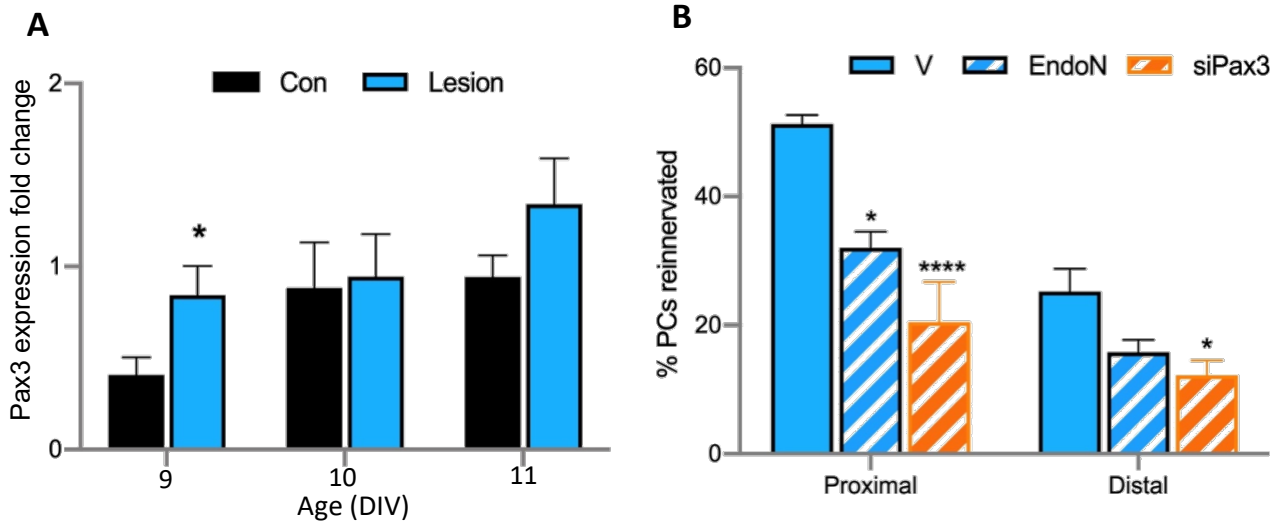 A
Con Lesion
Pax3 expression fold change
2
1
0
*
9 10 11
Age (DIV)
B
V EndoN siPax3
% PCs reinnervated
60
40
20
0
*
****
*
Proximal Distal